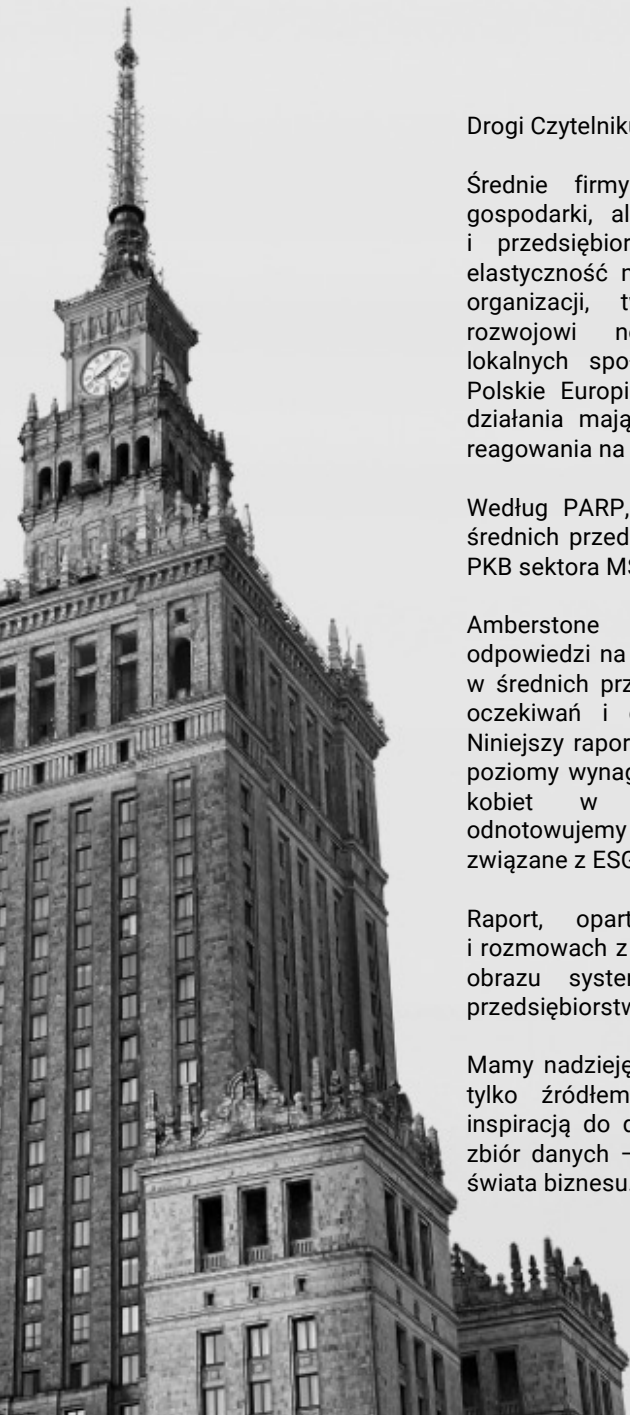 Drogi Czytelniku
Średnie firmy
gospodarki, al
i przedsiębior
elastyczność n
organizacji, t
rozwojowi n
lokalnych spo
Polskie Europi
działania mają
reagowania na
Według PARP,
średnich przed
PKB sektora MŚ
Amberstone
odpowiedzi na
w średnich prz
oczekiwań i
Niniejszy rapor
poziomy wynag
kobiet w
odnotowujemy
związane z ESG
Raport, opart
i rozmowach z
obrazu syste
przedsiębiorstw
Mamy nadzieję
tylko źródłem
inspiracją do
zbiór danych –
świata biznesu.